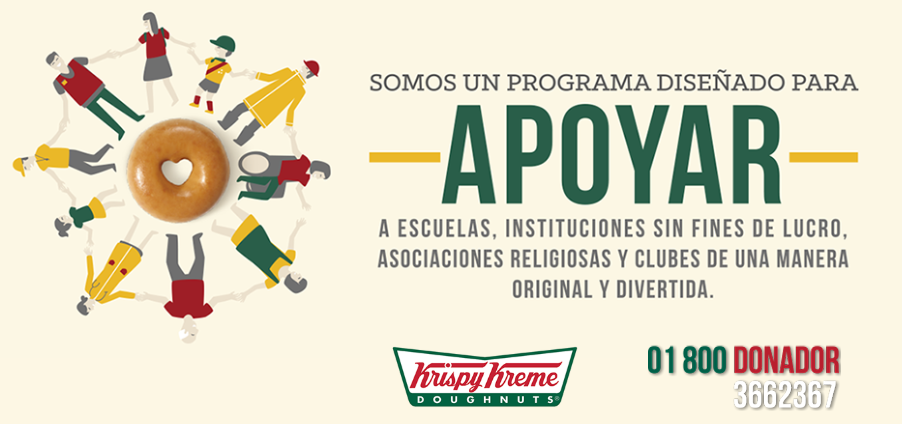 SOMOS UN PROGRAMA DISEÑADO PARA
APOYAR
A ESCUELAS, INSTITUCIONES SIN FINES DE LUCRO,
ASOCIACIONES RELIGIOSAS Y CLUBES DE UNA MANERA
ORIGINAL Y DIVERTIDA.
Krispy Kreme
DOUGHNUTS®
01 800 DONADOR
3662367